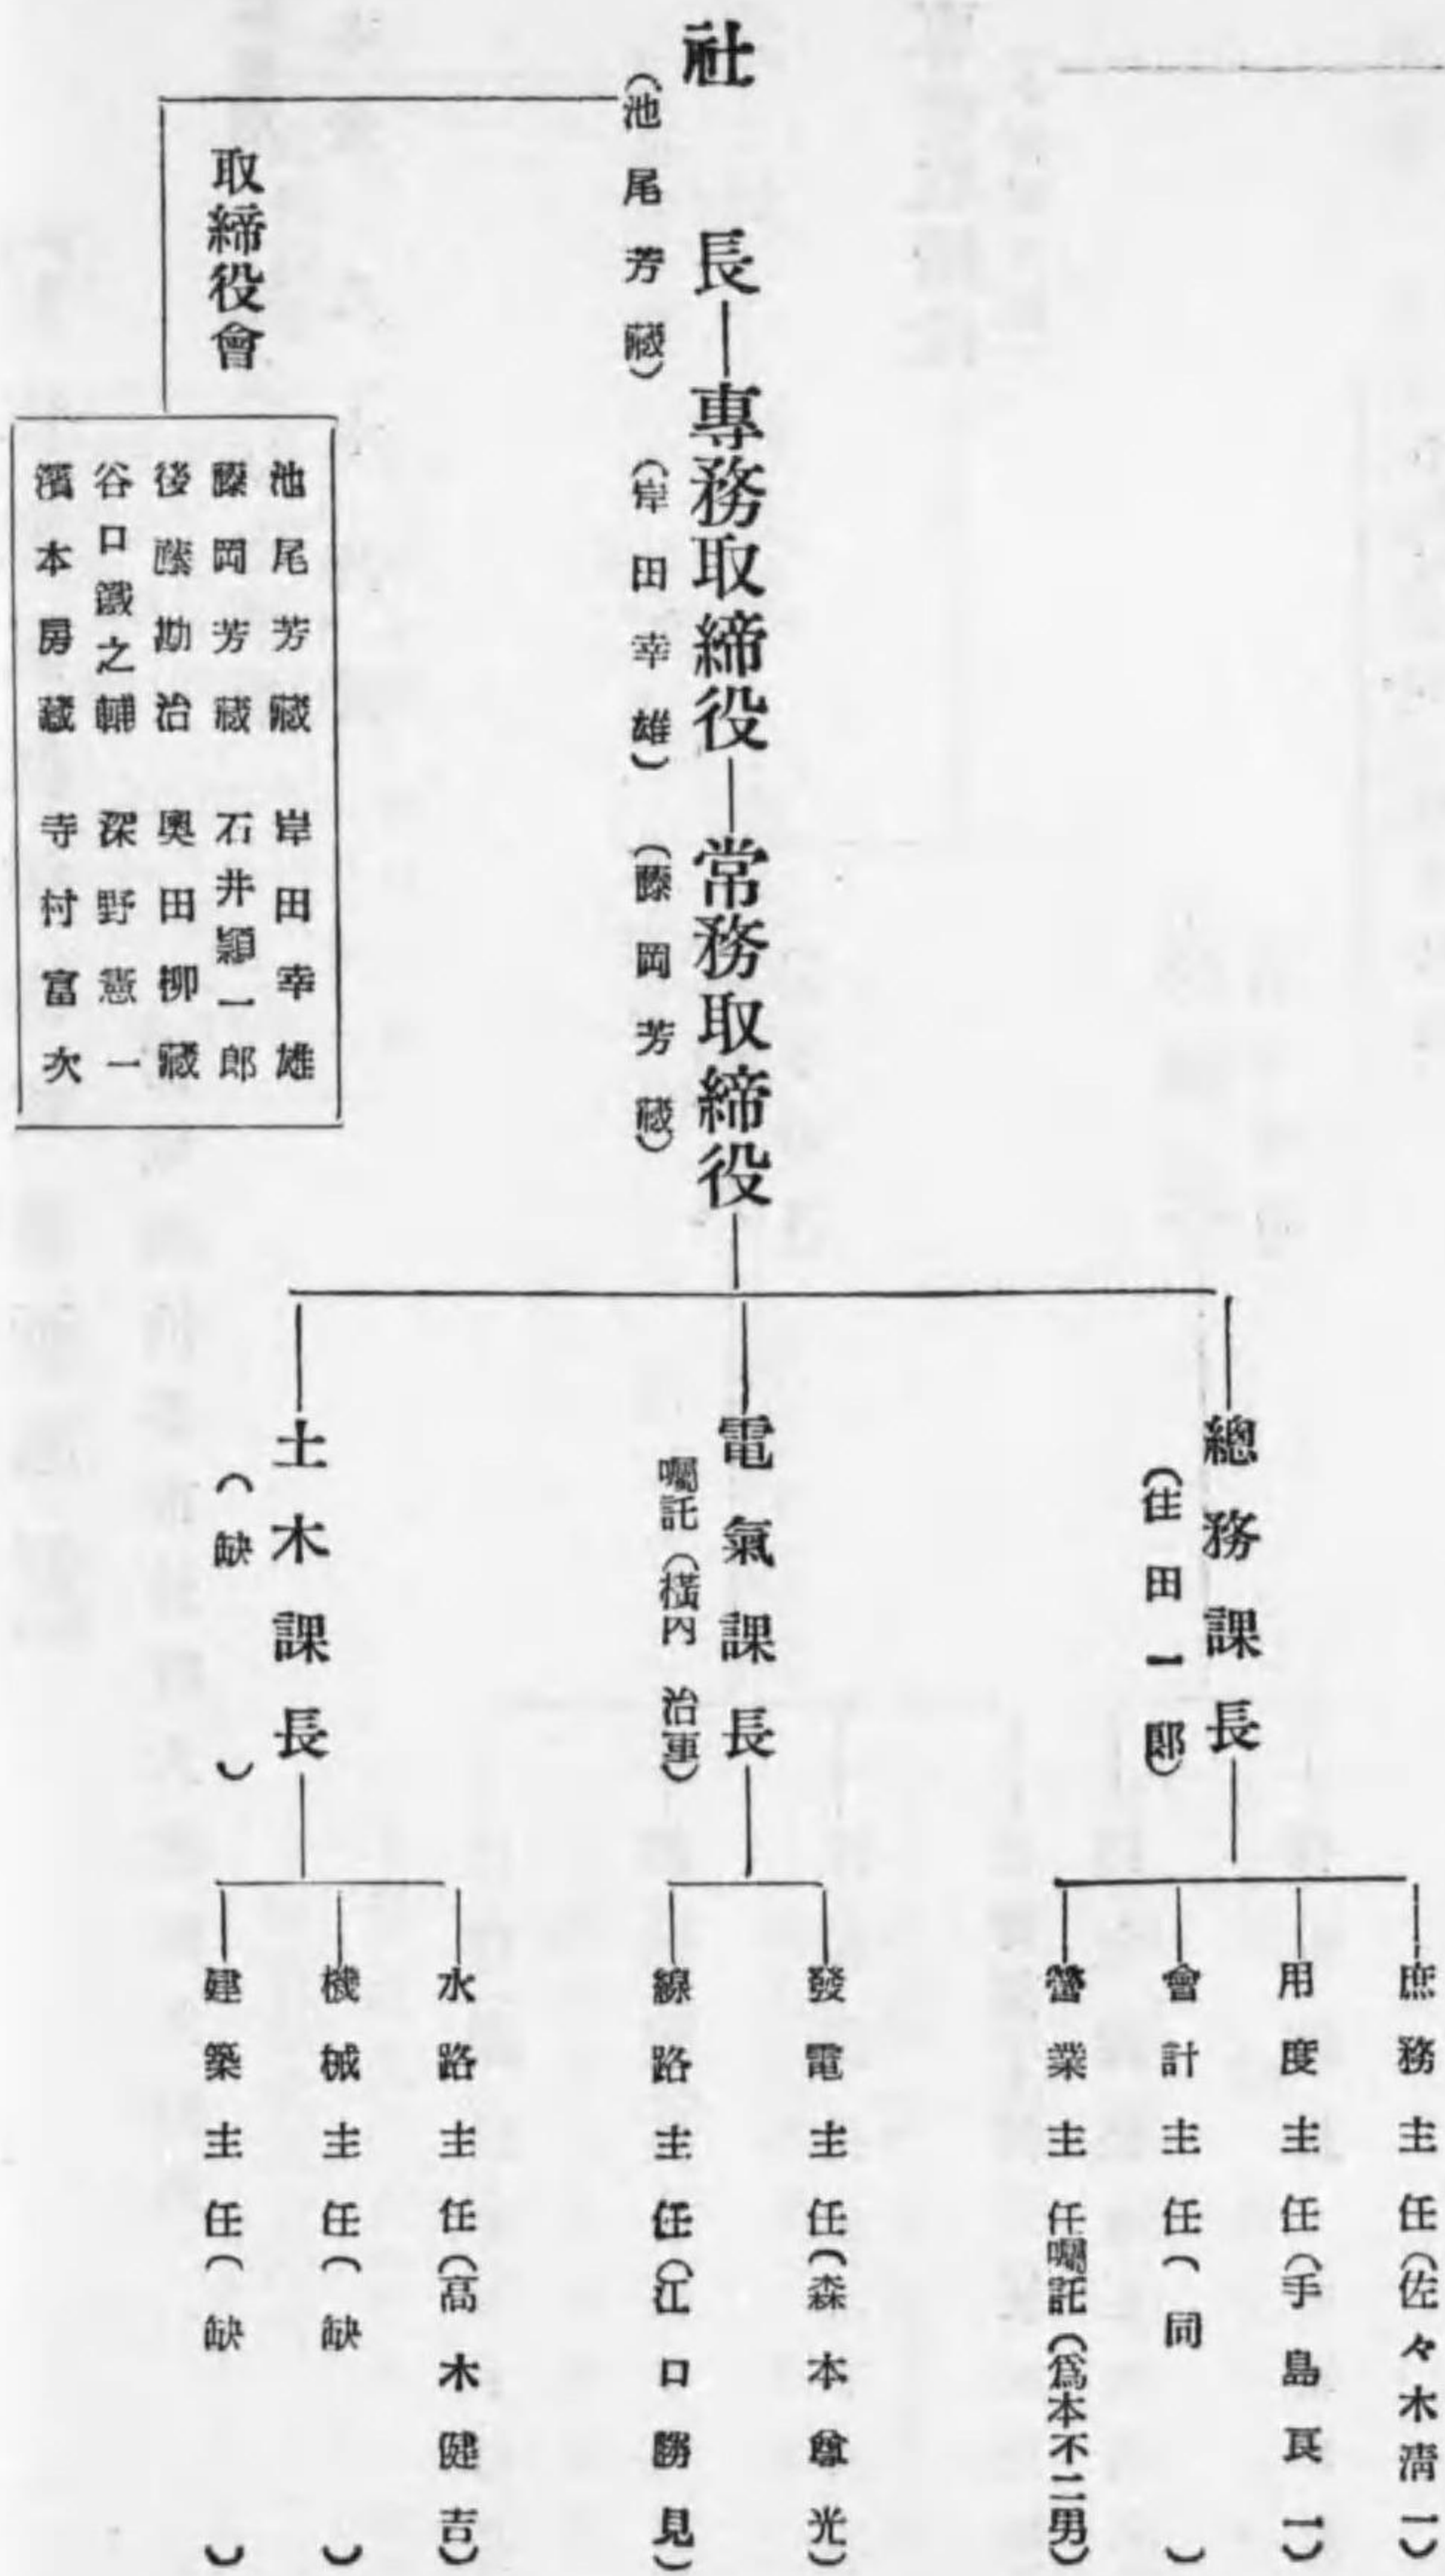 社長
(池尾芳藏)
專務取締役
(岸田幸雄)
常務取締役
(藤岡芳藏)
取締役會
池尾芳藏 岸田幸雄
藤岡芳藏 石井頴一郎
後藤勘治 奧田柳藏
谷口鐵之輔 深野憲一
濱本房藏 寺村富次
總務課長
(住田一郎)
庶務主任(佐々木淸一)
用度主任(手島良一)
會計主任(同)
營業主任囑託(爲本不二男)
電氣課長
囑託(橫內治)
發電主任(森本尊光)
線路主任(江口勝見)
土木課長
(缺)
水路主任(高木健吉)
機械主任(缺)
建築主任(缺)